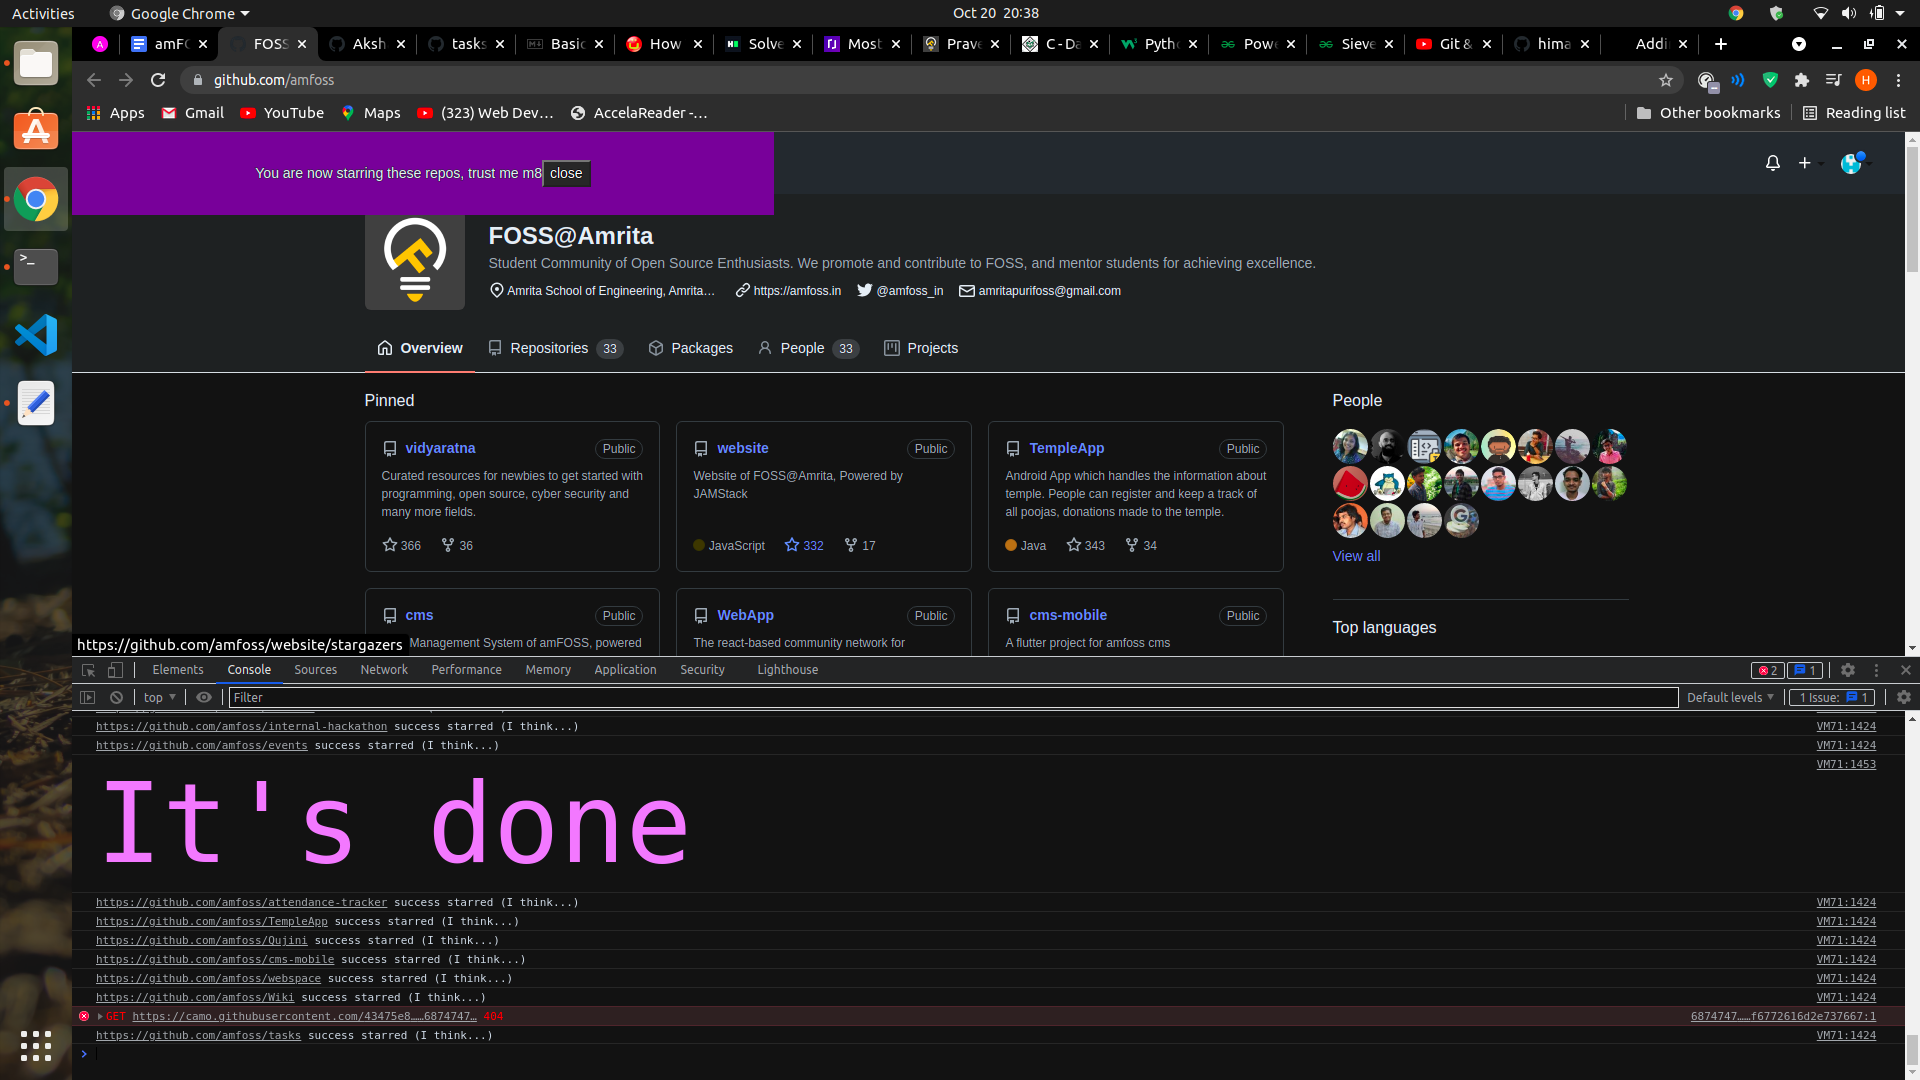 Activities
Google Chrome
Oct 20 20:38
amFO
FOSS
Aksh
tasks
Basic
How
Solve
Most
Prave
C - Da
Pytho
Powe
Sieve
Git &
hima
Addi
github.com/amfoss
Apps
Gmail
YouTube
Maps
(323) Web Dev…
AccelaReader -…
Other bookmarks
Reading list
You are now starring these repos, trust me m8
close
FOSS@Amrita
Student Community of Open Source Enthusiasts. We promote and contribute to FOSS, and mentor students for achieving excellence.
Amrita School of Engineering, Amrita…
https://amfoss.in
@amfoss_in
amritapurifoss@gmail.com
Overview
Repositories 33
Packages
People 33
Projects
Pinned
vidyaratna
Public
Curated resources for newbies to get started with
programming, open source, cyber security and
many more fields.
366
36
website
Public
Website of FOSS@Amrita, Powered by
JAMStack
JavaScript
332
17
TempleApp
Public
Android App which handles the information about
temple. People can register and keep a track of
all poojas, donations made to the temple.
Java
343
34
People
View all
cms
Public
Management System of amFOSS, powered
WebApp
Public
The react-based community network for
cms-mobile
Public
A flutter project for amfoss cms
Top languages
https://github.com/amfoss/website/stargazers
Elements
Console
Sources
Network
Performance
Memory
Application
Security
Lighthouse
2
1
top
Filter
Default levels
1 Issue: 1
https://github.com/amfoss/internal-hackathon success starred (I think...)
VM71:1424
https://github.com/amfoss/events success starred (I think...)
VM71:1424
It's done
VM71:1453
https://github.com/amfoss/attendance-tracker success starred (I think...)
VM71:1424
https://github.com/amfoss/TempleApp success starred (I think...)
VM71:1424
https://github.com/amfoss/Qujini success starred (I think...)
VM71:1424
https://github.com/amfoss/cms-mobile success starred (I think...)
VM71:1424
https://github.com/amfoss/webspace success starred (I think...)
VM71:1424
https://github.com/amfoss/Wiki success starred (I think...)
VM71:1424
GET https://camo.githubusercontent.com/43475e8……6874747… 404
6874747……f6772616d2e737667:1
https://github.com/amfoss/tasks success starred (I think...)
VM71:1424